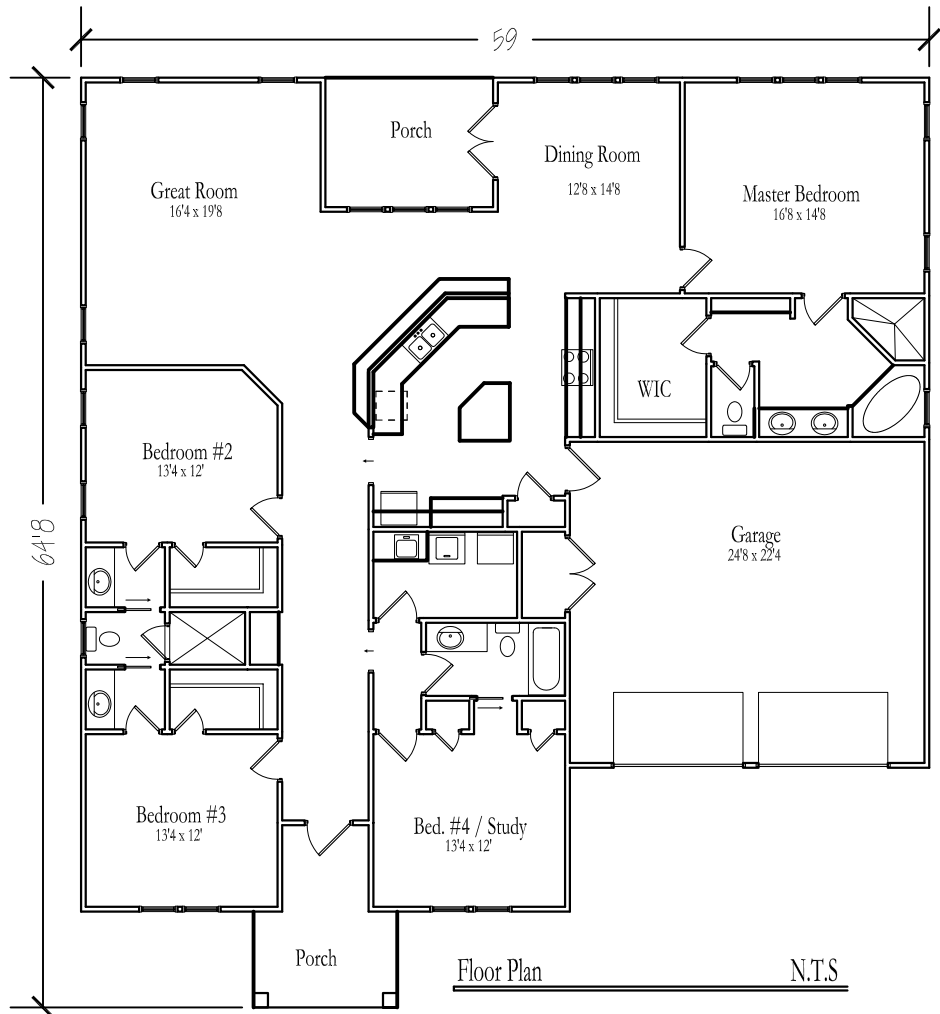 59
Porch
Dining Room
12'8 x 14'8
Great Room
16'4 x 19'8
Master Bedroom
16'8 x 14'8
WIC
Bedroom #2
13'4 x 12'
64'8
Garage
24'8 x 22'4
Bedroom #3
13'4 x 12'
Bed. #4 / Study
13'4 x 12'
Porch
Floor Plan
N.T.S